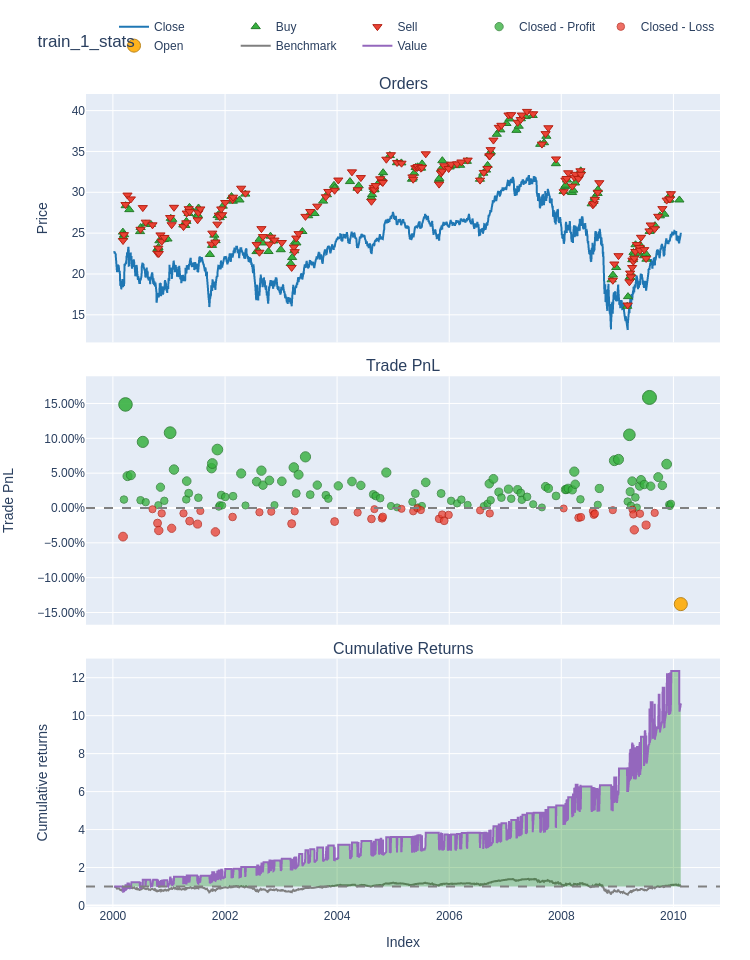 train_1_stats
Close Buy Sell Closed - Profit Closed - Loss
Open Benchmark Value
Orders
40
35
30
25
20
15
Price
Trade PnL
15.00%
10.00%
5.00%
0.00%
−5.00%
−10.00%
−15.00%
Trade PnL
Cumulative Returns
12
10
8
6
4
2
0
Cumulative returns
2000 2002 2004 2006 2008 2010
Index